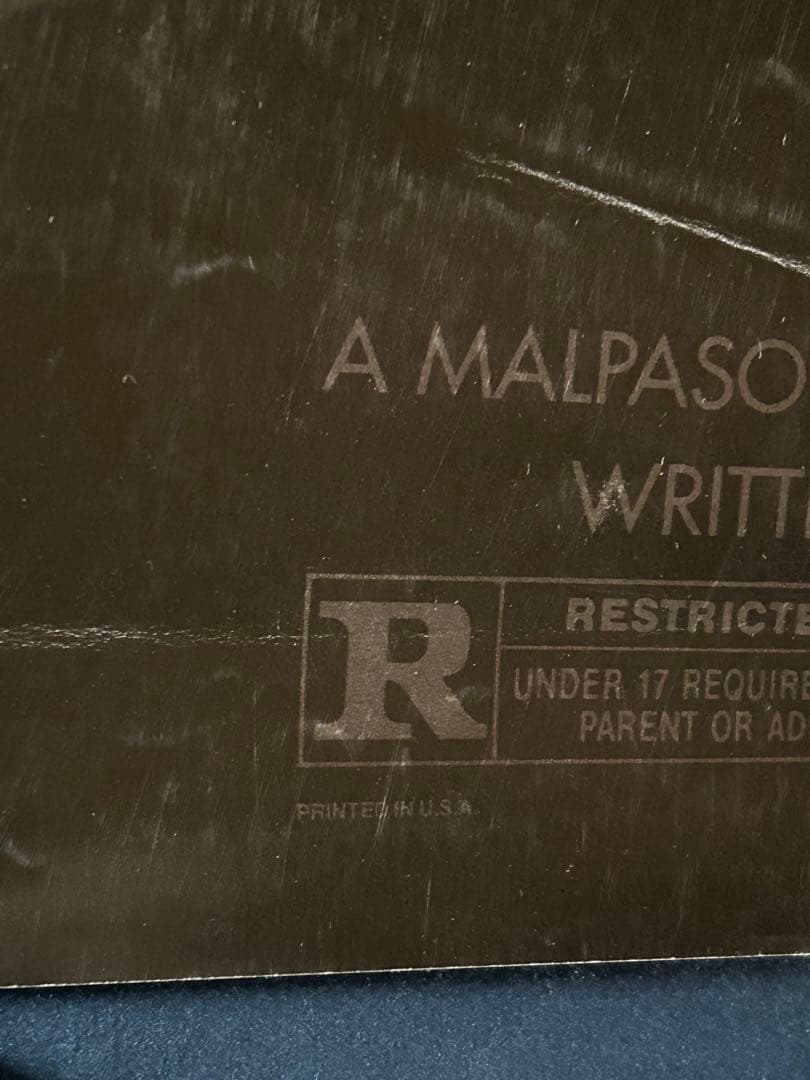 A MALPASO
WRITT
R
RESTRICTE
UNDER 17 REQUIRE
PARENT OR AD
PRINTED IN U.S.A.